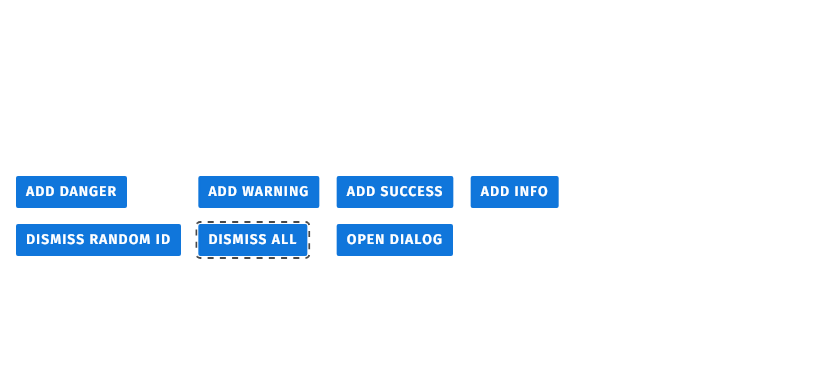 ADD DANGER ADD WARNING ADD SUCCESS ADD INFO
DISMISS RANDOM ID DISMISS ALL OPEN DIALOG